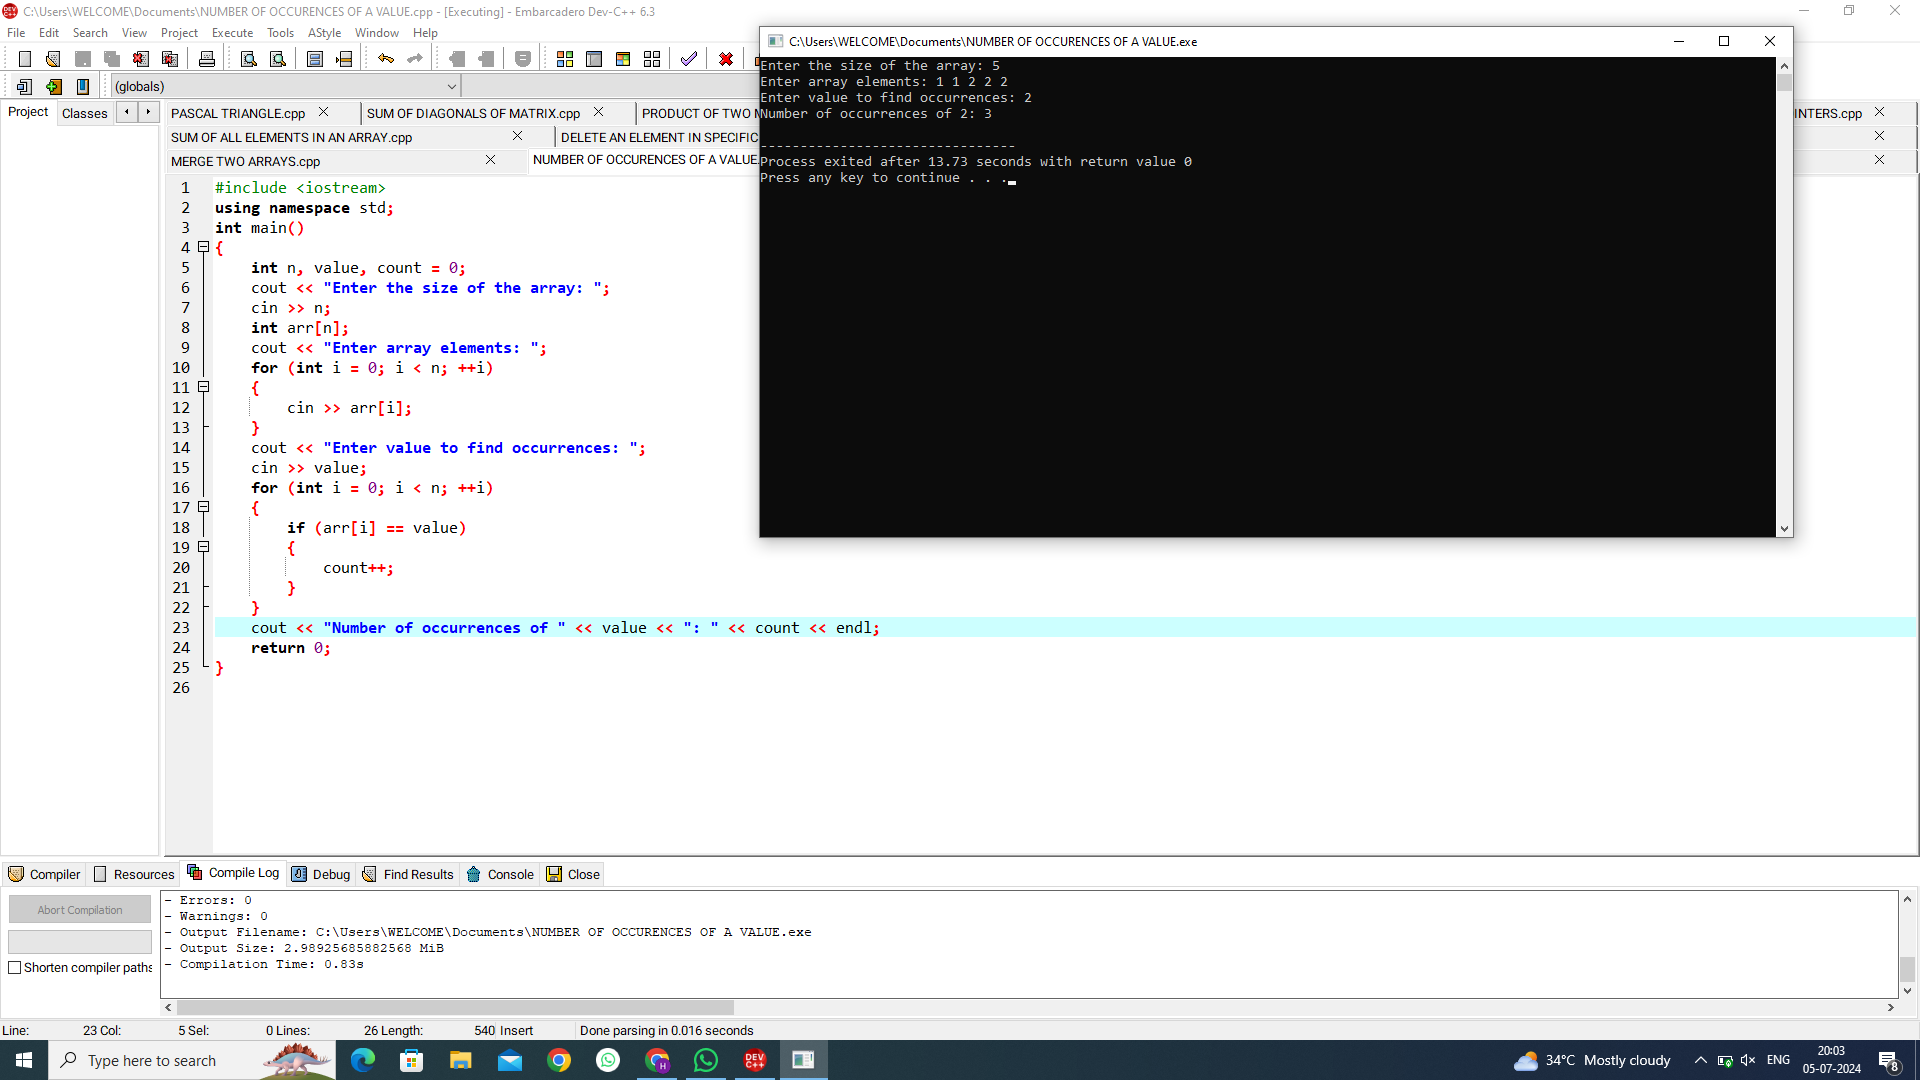 C:\Users\WELCOME\Documents\NUMBER OF OCCURENCES OF A VALUE.cpp - [Executing] - Embarcadero Dev-C++ 6.3
File Edit Search View Project Execute Tools AStyle Window Help
(globals)
Project Classes
PASCAL TRIANGLE.cpp SUM OF DIAGONALS OF MATRIX.cpp PRODUCT OF TWO INTERS.cpp
SUM OF ALL ELEMENTS IN AN ARRAY.cpp DELETE AN ELEMENT IN SPECIFIC
MERGE TWO ARRAYS.cpp NUMBER OF OCCURENCES OF A VALUE.
1 #include <iostream>
2 using namespace std;
3 int main()
4 {
5 int n, value, count = 0;
6 cout << "Enter the size of the array: ";
7 cin >> n;
8 int arr[n];
9 cout << "Enter array elements: ";
10 for (int i = 0; i < n; ++i)
11 {
12 cin >> arr[i];
13 }
14 cout << "Enter value to find occurrences: ";
15 cin >> value;
16 for (int i = 0; i < n; ++i)
17 {
18 if (arr[i] == value)
19 {
20 count++;
21 }
22 }
23 cout << "Number of occurrences of " << value << ": " << count << endl;
24 return 0;
25 }
26
C:\Users\WELCOME\Documents\NUMBER OF OCCURENCES OF A VALUE.exe
Enter the size of the array: 5
Enter array elements: 1 1 2 2 2
Enter value to find occurrences: 2
Number of occurrences of 2: 3
--------------------------------
Process exited after 13.73 seconds with return value 0
Press any key to continue . . .
Compiler Resources Compile Log Debug Find Results Console Close
Abort Compilation
Shorten compiler paths
- Errors: 0
- Warnings: 0
- Output Filename: C:\Users\WELCOME\Documents\NUMBER OF OCCURENCES OF A VALUE.exe
- Output Size: 2.98925685882568 MiB
- Compilation Time: 0.83s
Line: 23 Col: 5 Sel: 0 Lines: 26 Length: 540 Insert Done parsing in 0.016 seconds
Type here to search
DEV C++
34°C Mostly cloudy
ENG
20:03
05-07-2024
8